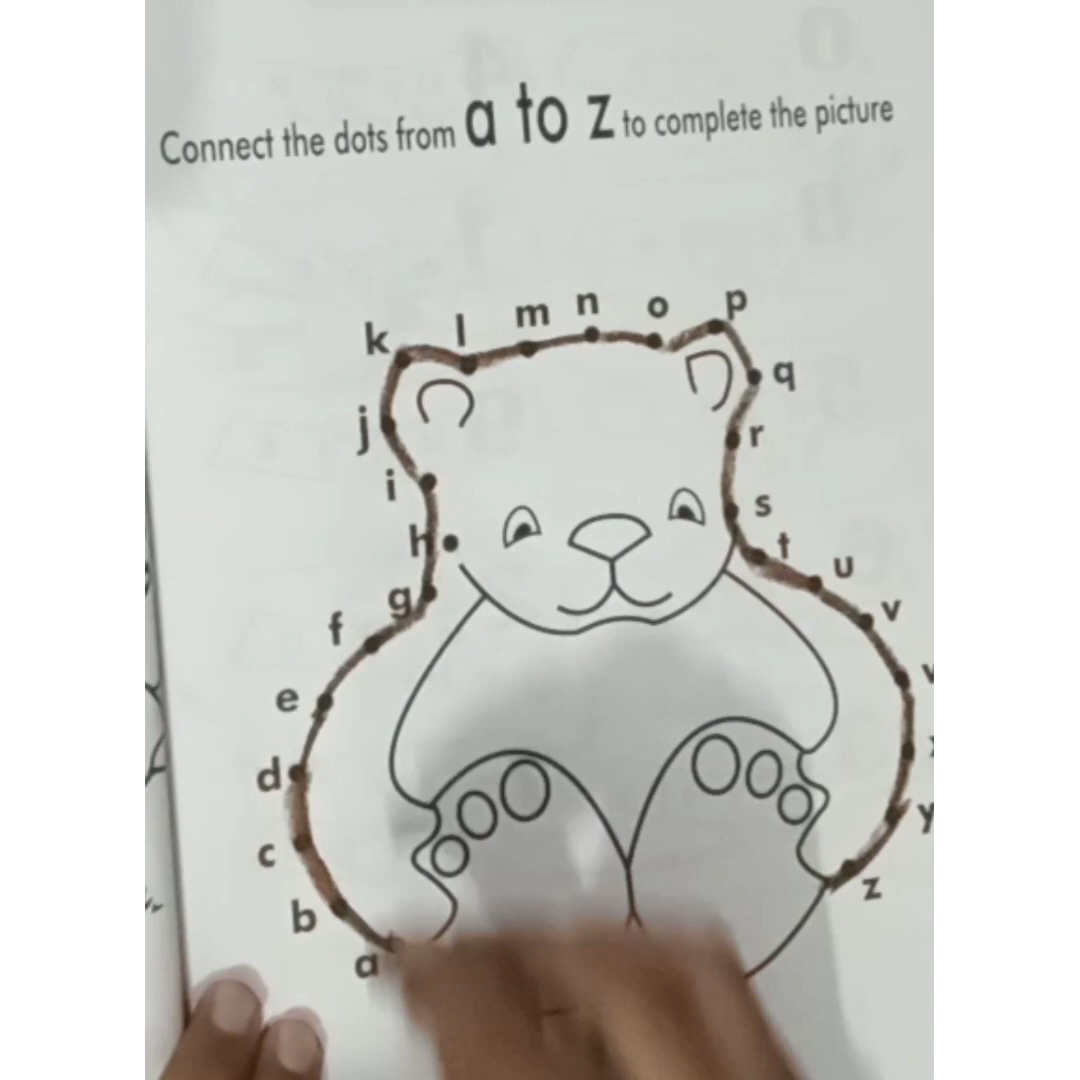 Connect the dots from a to z to complete the picture
k l m n o p
j q
i r
h s
t
g u
f v
e
d
c y
b z
a